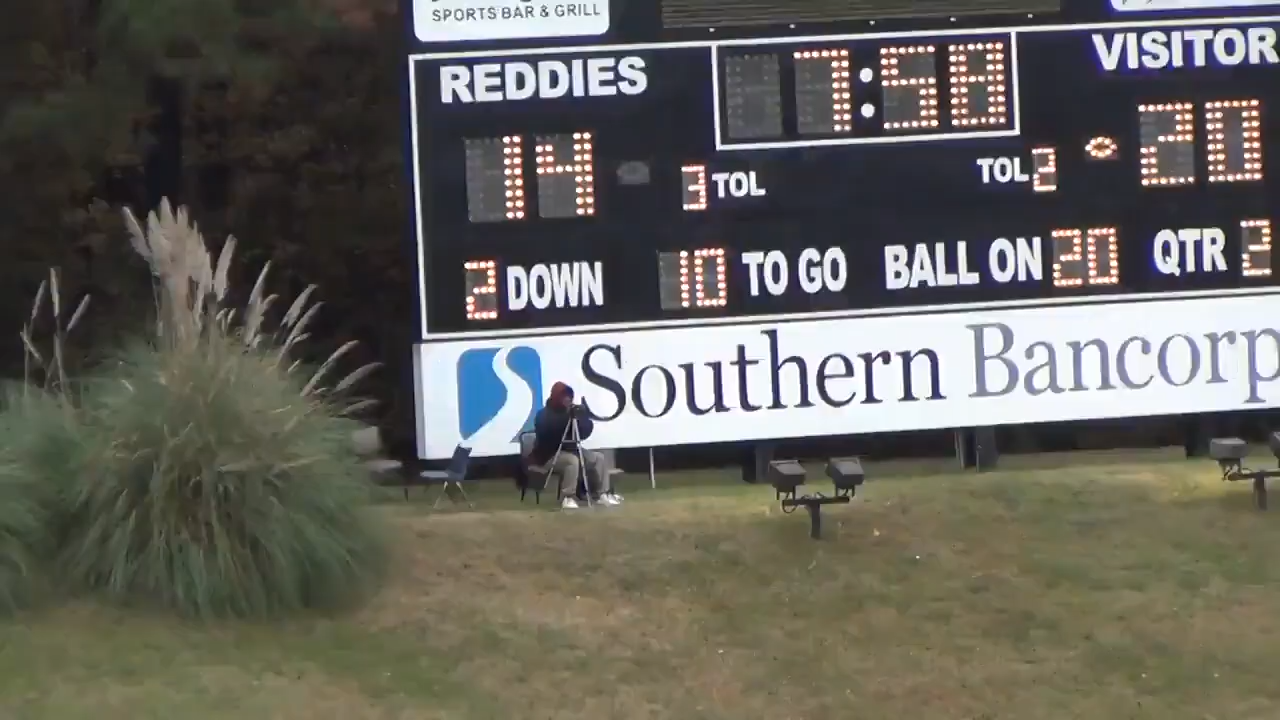 SPORTS BAR & GRILL
REDDIES 7:58 VISITOR
14 3 TOL TOL 2 20
2 DOWN 10 TO GO BALL ON 20 QTR 2
Southern Bancorp